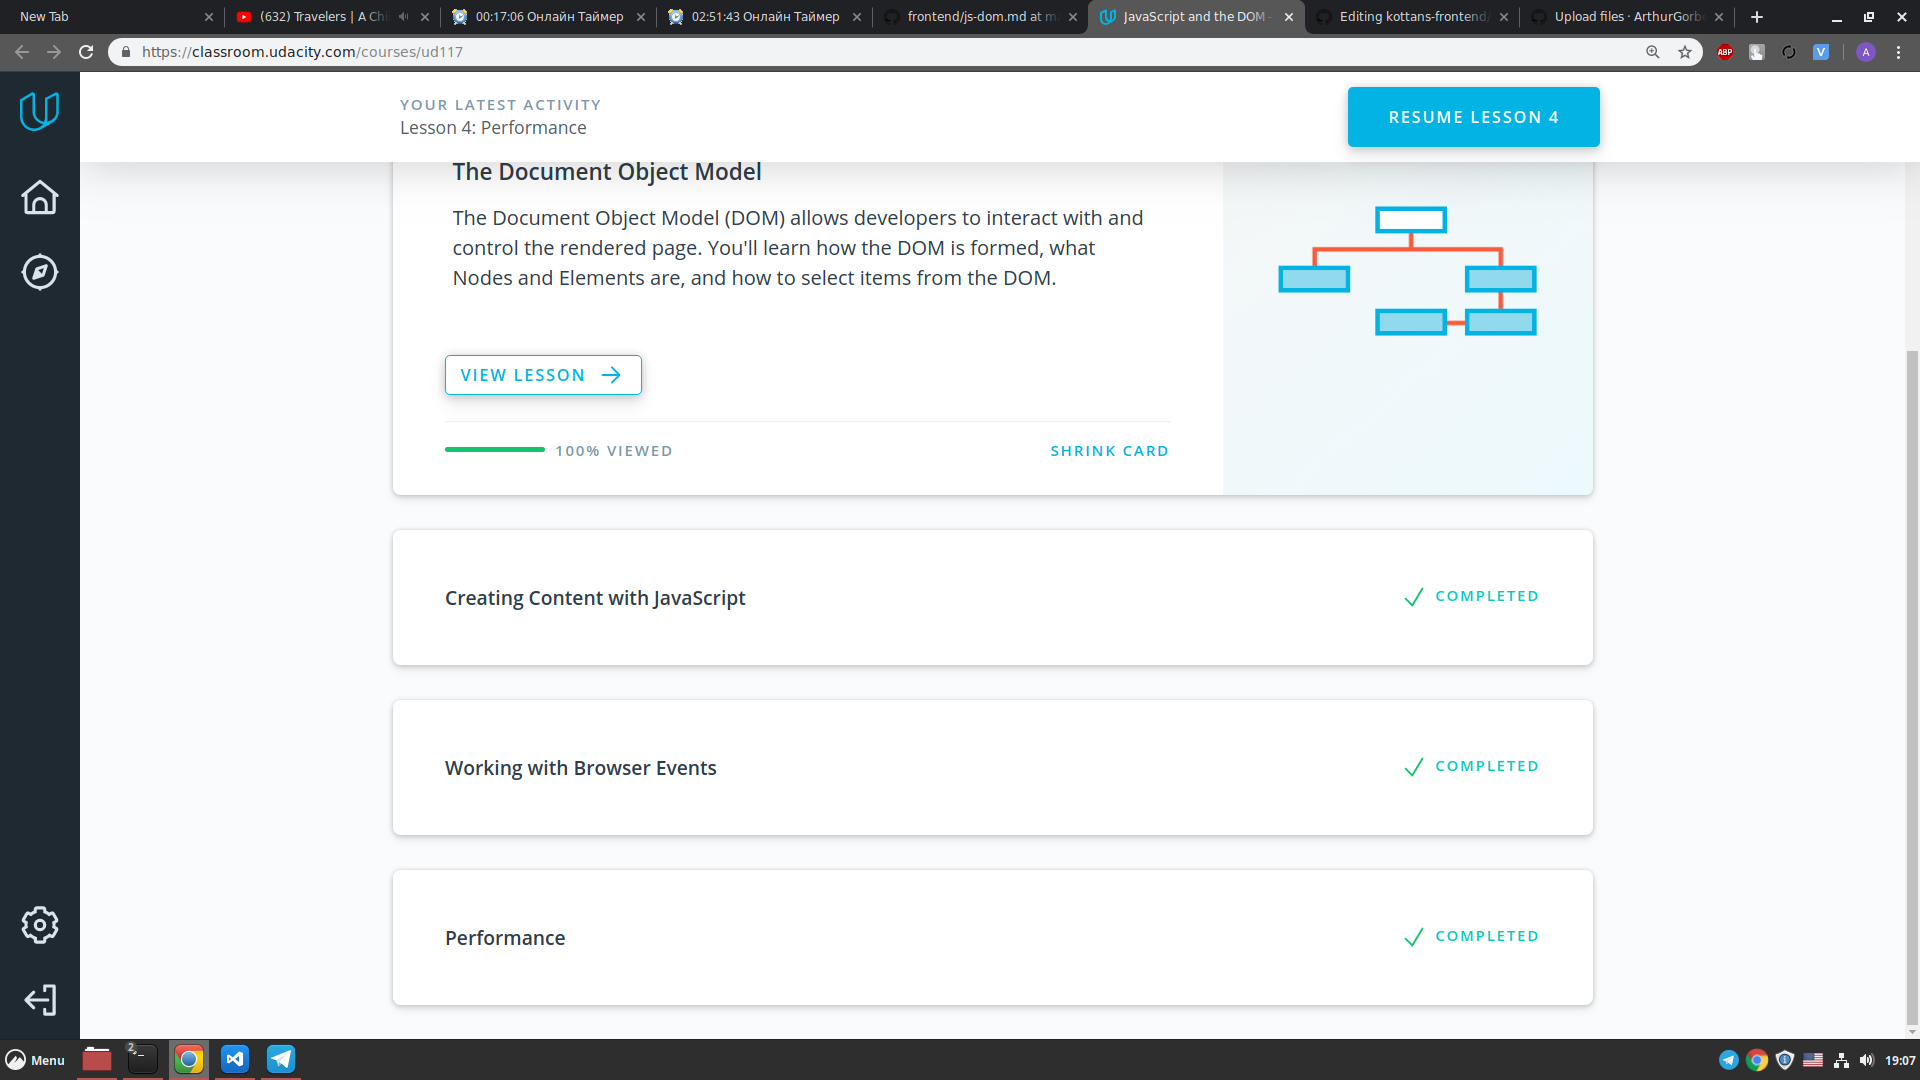 New Tab
(632) Travelers | A Chi
00:17:06 Онлайн Таймер
02:51:43 Онлайн Таймер
frontend/js-dom.md at m
JavaScript and the DOM -
Editing kottans-frontend/
Upload files · ArthurGorb
https://classroom.udacity.com/courses/ud117
ABP
V
A
YOUR LATEST ACTIVITY
Lesson 4: Performance
RESUME LESSON 4
The Document Object Model
The Document Object Model (DOM) allows developers to interact with and
control the rendered page. You'll learn how the DOM is formed, what
Nodes and Elements are, and how to select items from the DOM.
VIEW LESSON
100% VIEWED
SHRINK CARD
Creating Content with JavaScript
COMPLETED
Working with Browser Events
COMPLETED
Performance
COMPLETED
Menu
2
19:07